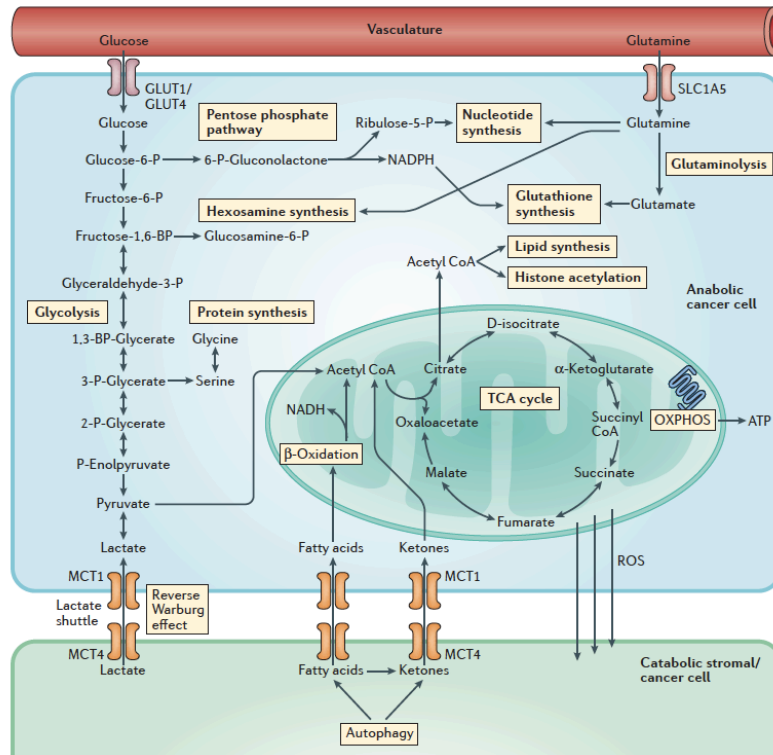 Vasculature
Glucose
Glutamine
GLUT1/
GLUT4
SLC1A5
Glucose
Pentose phosphate
pathway
Ribulose-5-P
Nucleotide
synthesis
Glutamine
Glucose-6-P
6-P-Gluconolactone
NADPH
Glutaminolysis
Fructose-6-P
Hexosamine synthesis
Glutathione
synthesis
Glutamate
Fructose-1,6-BP
Glucosamine-6-P
Acetyl CoA
Lipid synthesis
Histone acetylation
Glyceraldehyde-3-P
Anabolic
cancer cell
Glycolysis
Protein synthesis
1,3-BP-Glycerate
Glycine
D-isocitrate
3-P-Glycerate
Serine
Acetyl CoA
Citrate
α-Ketoglutarate
TCA cycle
NADH
2-P-Glycerate
Oxaloacetate
Succinyl
CoA
OXPHOS
ATP
β-Oxidation
P-Enolpyruvate
Malate
Succinate
Pyruvate
Fumarate
Lactate
Fatty acids
Ketones
ROS
MCT1
MCT1
Lactate
shuttle
Reverse
Warburg
effect
MCT4
MCT4
Lactate
Fatty acids
Ketones
Catabolic stromal/
cancer cell
Autophagy